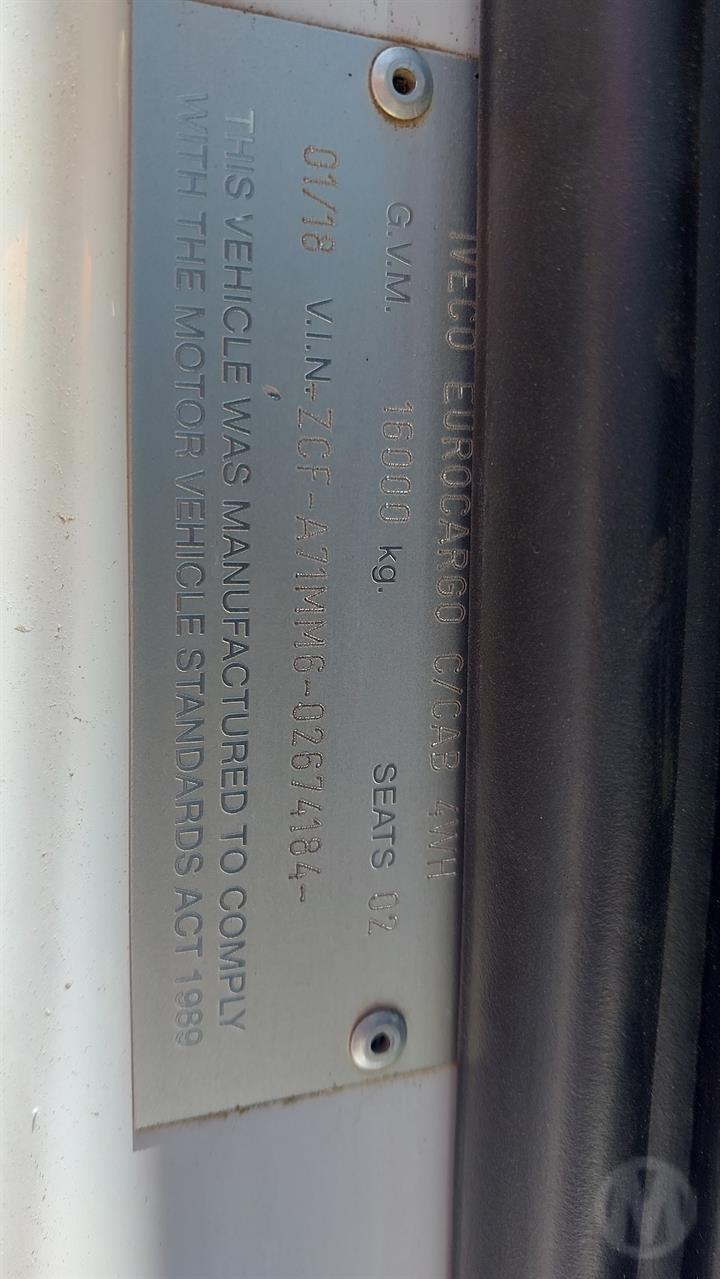 IVECO EUROCARGO C/CAB 4WH
G.V.M. 16000 kg. SEATS 02
01/18 V.I.N.-ZCF-A71MM6-02674184-
THIS VEHICLE WAS MANUFACTURED TO COMPLY
WITH THE MOTOR VEHICLE STANDARDS ACT 1989
M